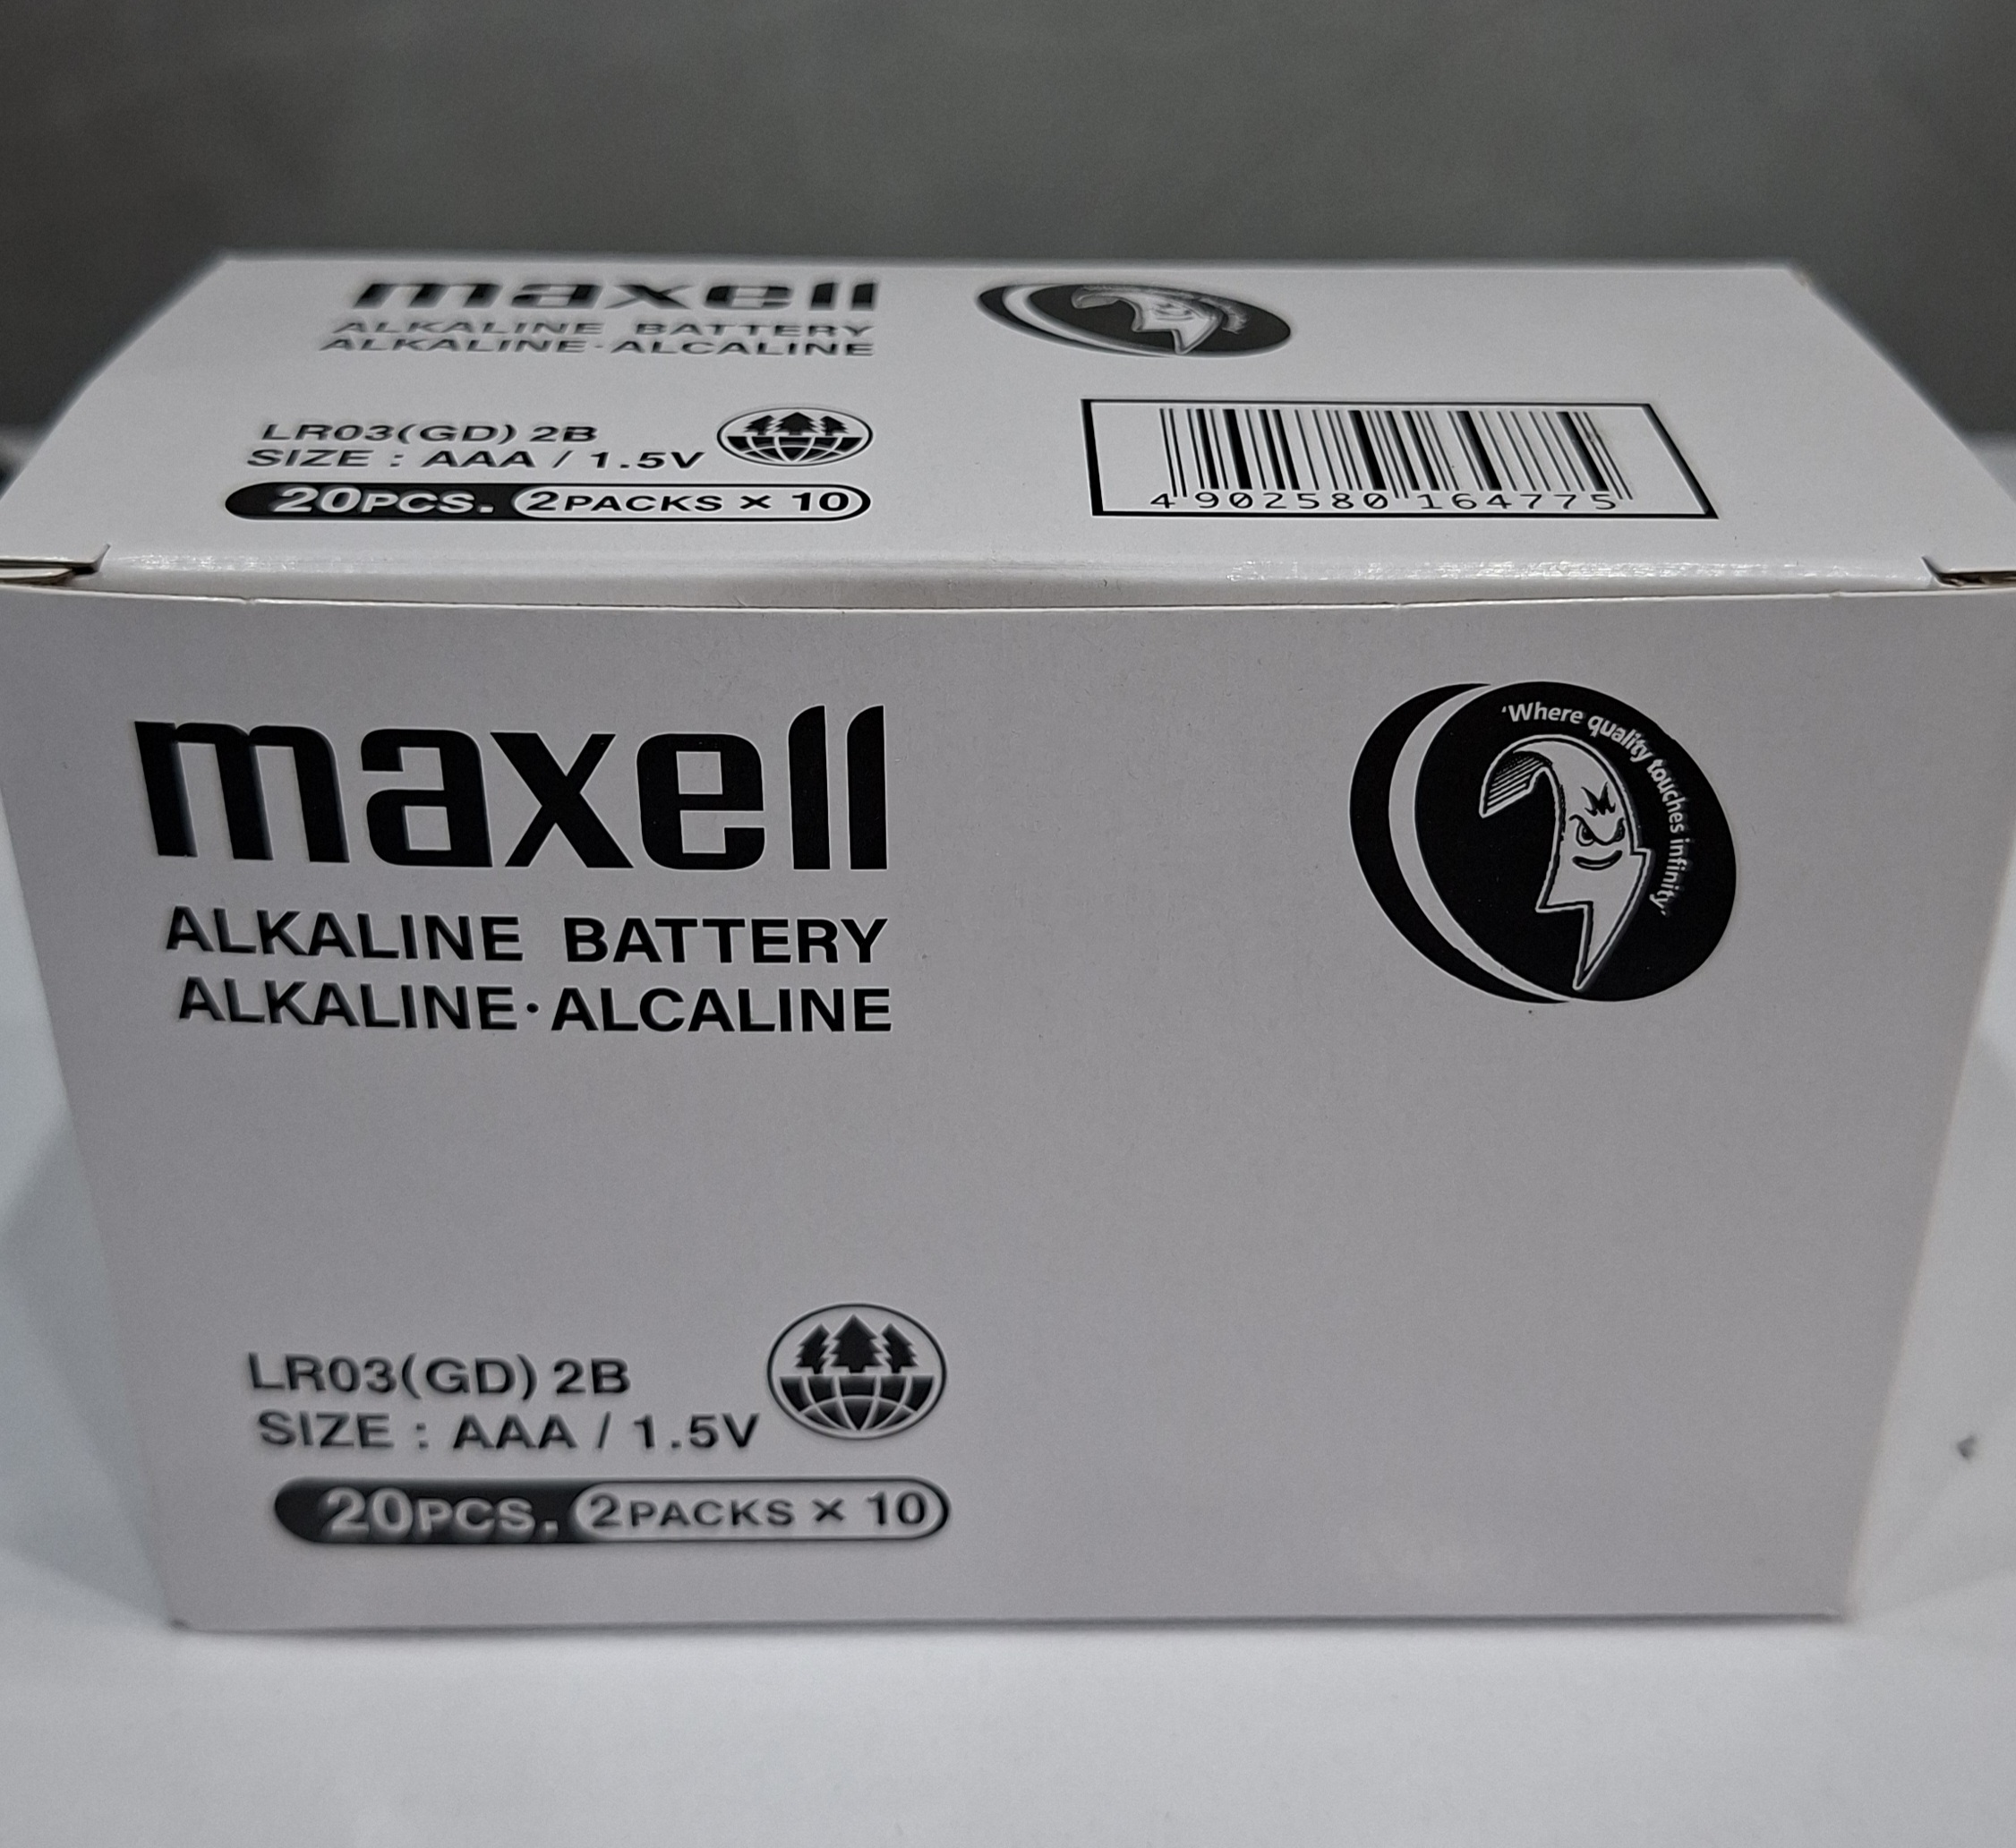 maxell
ALKALINE BATTERY
ALKALINE·ALCALINE
LR03(GD) 2B
SIZE : AAA / 1.5V
20PCS. 2PACKS × 10
4 902580 164775
maxell
ALKALINE BATTERY
ALKALINE·ALCALINE
'Where quality touches infinity'
LR03(GD) 2B
SIZE : AAA / 1.5V
20PCS. 2PACKS × 10